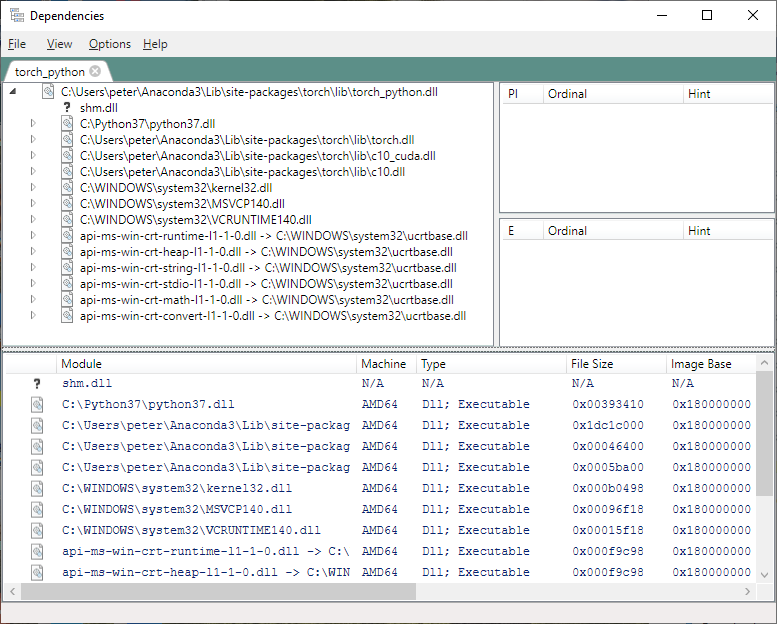 Dependencies
File View Options Help
torch_python
C:\Users\peter\Anaconda3\Lib\site-packages\torch\lib\torch_python.dll
? shm.dll
C:\Python37\python37.dll
C:\Users\peter\Anaconda3\Lib\site-packages\torch\lib\torch.dll
C:\Users\peter\Anaconda3\Lib\site-packages\torch\lib\c10_cuda.dll
C:\Users\peter\Anaconda3\Lib\site-packages\torch\lib\c10.dll
C:\WINDOWS\system32\kernel32.dll
C:\WINDOWS\system32\MSVCP140.dll
C:\WINDOWS\system32\VCRUNTIME140.dll
api-ms-win-crt-runtime-l1-1-0.dll -> C:\WINDOWS\system32\ucrtbase.dll
api-ms-win-crt-heap-l1-1-0.dll -> C:\WINDOWS\system32\ucrtbase.dll
api-ms-win-crt-string-l1-1-0.dll -> C:\WINDOWS\system32\ucrtbase.dll
api-ms-win-crt-stdio-l1-1-0.dll -> C:\WINDOWS\system32\ucrtbase.dll
api-ms-win-crt-math-l1-1-0.dll -> C:\WINDOWS\system32\ucrtbase.dll
api-ms-win-crt-convert-l1-1-0.dll -> C:\WINDOWS\system32\ucrtbase.dll
PI Ordinal Hint
E Ordinal Hint
Module Machine Type File Size Image Base
? shm.dll N/A N/A N/A N/A
C:\Python37\python37.dll AMD64 Dll; Executable 0x00393410 0x180000000
C:\Users\peter\Anaconda3\Lib\site-packag AMD64 Dll; Executable 0x1dc1c000 0x180000000
C:\Users\peter\Anaconda3\Lib\site-packag AMD64 Dll; Executable 0x00046400 0x180000000
C:\Users\peter\Anaconda3\Lib\site-packag AMD64 Dll; Executable 0x0005ba00 0x180000000
C:\WINDOWS\system32\kernel32.dll AMD64 Dll; Executable 0x000b0498 0x180000000
C:\WINDOWS\system32\MSVCP140.dll AMD64 Dll; Executable 0x00096f18 0x180000000
C:\WINDOWS\system32\VCRUNTIME140.dll AMD64 Dll; Executable 0x00015f18 0x180000000
api-ms-win-crt-runtime-l1-1-0.dll -> C:\ AMD64 Dll; Executable 0x000f9c98 0x180000000
api-ms-win-crt-heap-l1-1-0.dll -> C:\WIN AMD64 Dll; Executable 0x000f9c98 0x180000000